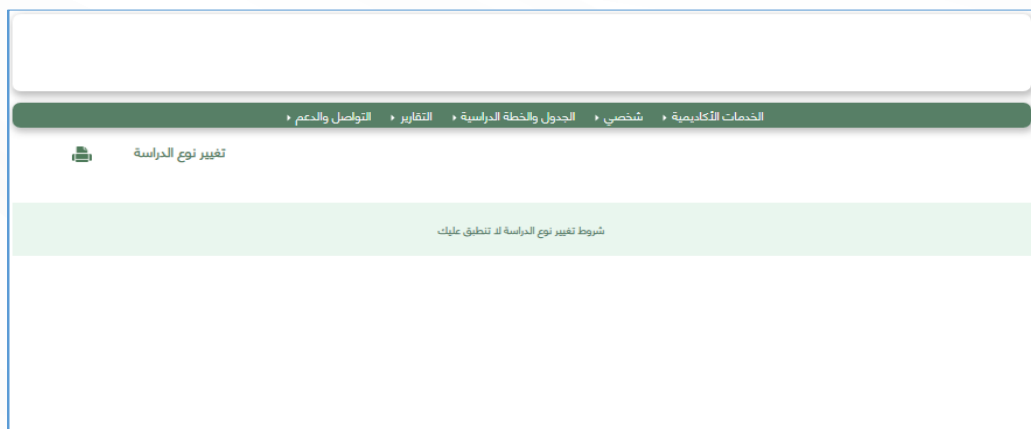 الخدمات الأكاديمية شخصي الجدول والخطة الدراسية التقارير التواصل والدعم
تغيير نوع الدراسة
شروط تغيير نوع الدراسة لا تنطبق عليك